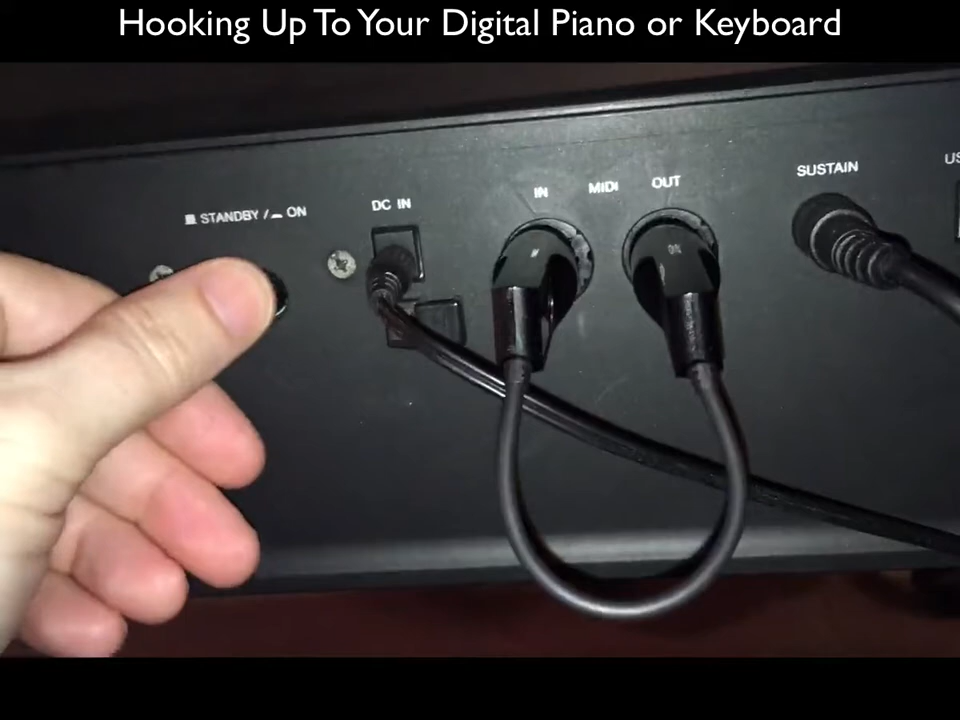 Hooking Up To Your Digital Piano or Keyboard
STANDBY / ON
DC IN
IN
MIDI
OUT
SUSTAIN